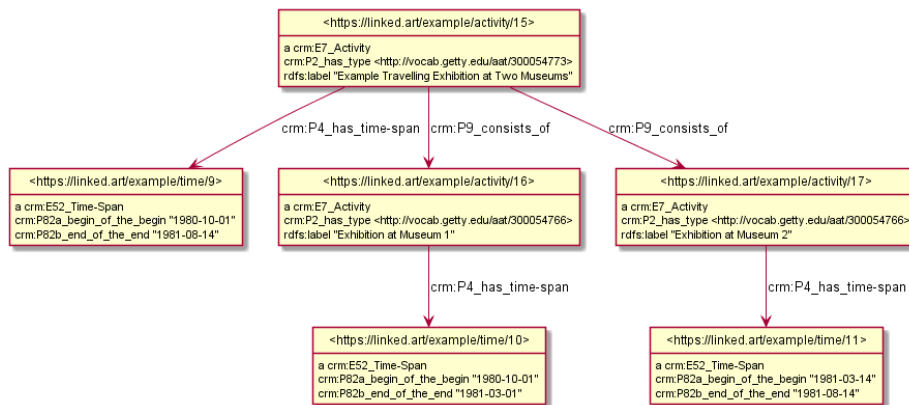 <https://linked.art/example/activity/15>
a crm:E7_Activity
crm:P2_has_type <http://vocab.getty.edu/aat/300054773>
rdfs:label "Example Travelling Exhibition at Two Museums"
crm:P4_has_time-span
crm:P9_consists_of
crm:P9_consists_of
<https://linked.art/example/time/9>
a crm:E52_Time-Span
crm:P82a_begin_of_the_begin "1980-10-01"
crm:P82b_end_of_the_end "1981-08-14"
<https://linked.art/example/activity/16>
a crm:E7_Activity
crm:P2_has_type <http://vocab.getty.edu/aat/300054766>
rdfs:label "Exhibition at Museum 1"
<https://linked.art/example/activity/17>
a crm:E7_Activity
crm:P2_has_type <http://vocab.getty.edu/aat/300054766>
rdfs:label "Exhibition at Museum 2"
crm:P4_has_time-span
crm:P4_has_time-span
<https://linked.art/example/time/10>
a crm:E52_Time-Span
crm:P82a_begin_of_the_begin "1980-10-01"
crm:P82b_end_of_the_end "1981-03-01"
<https://linked.art/example/time/11>
a crm:E52_Time-Span
crm:P82a_begin_of_the_begin "1981-03-14"
crm:P82b_end_of_the_end "1981-08-14"